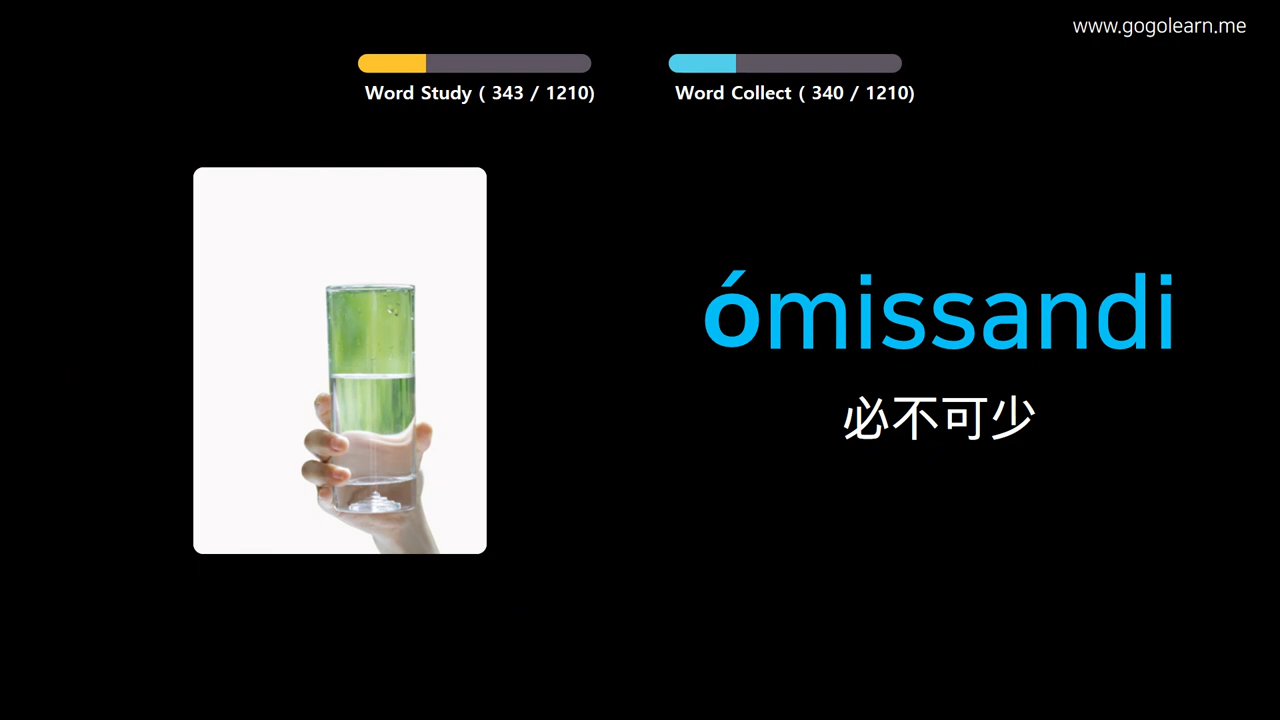 www.gogolearn.me
Word Study ( 343 / 1210)
Word Collect ( 340 / 1210)
ómissandi
必不可少